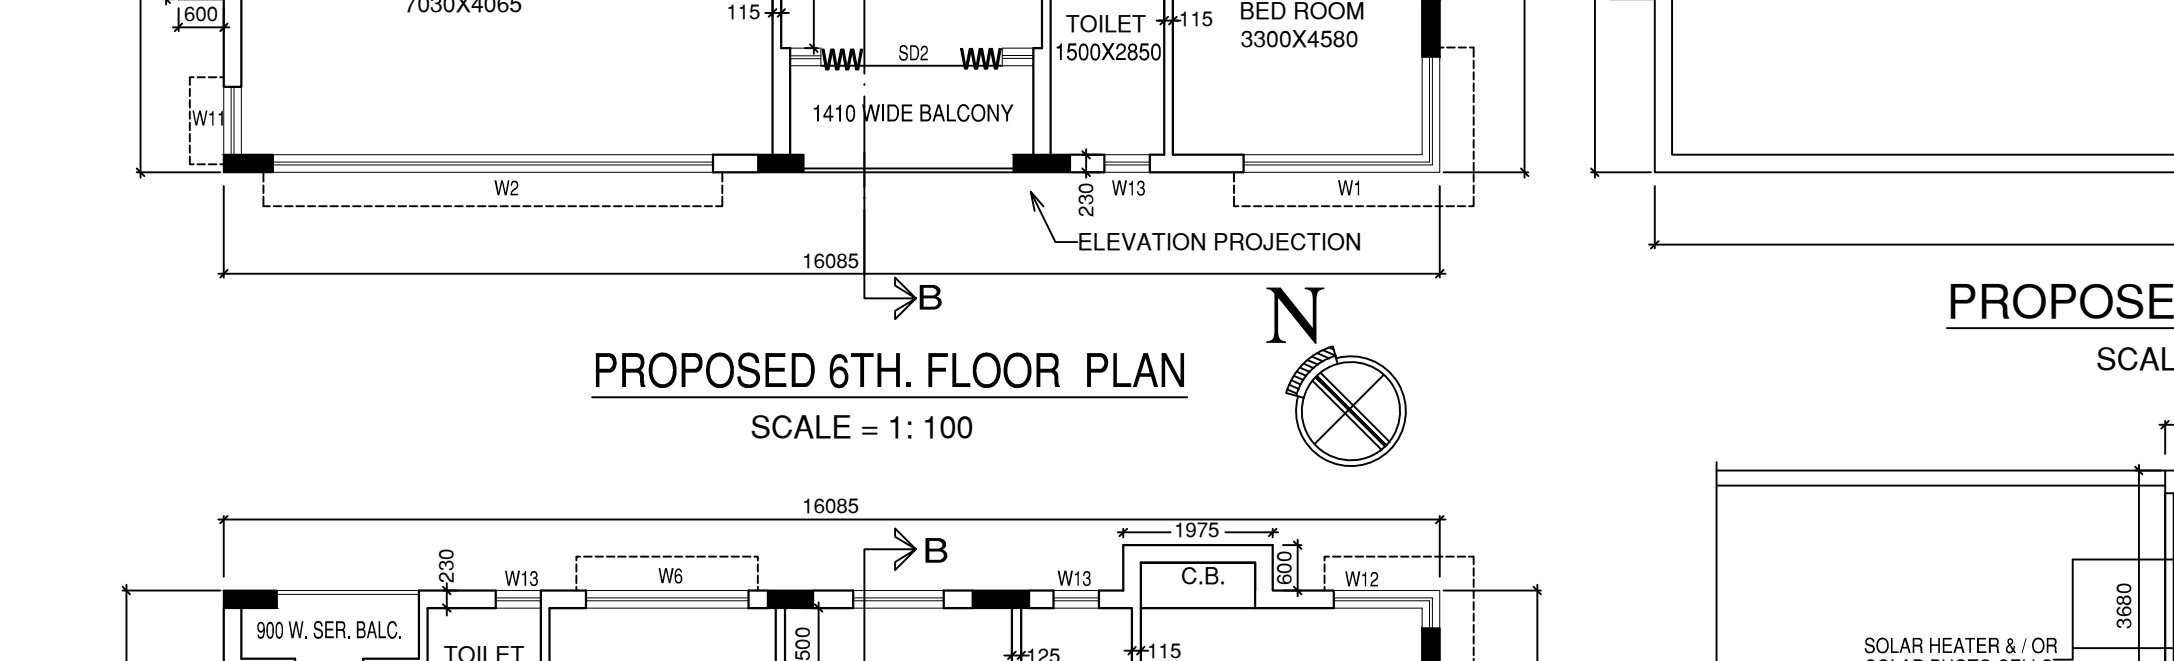 7030X4065
600
115
TOILET
1500X2850
115
BED ROOM
3300X4580
SD2
W11
1410 WIDE BALCONY
W2
230
W13
W1
ELEVATION PROJECTION
16085
B
N
PROPOSED 6TH. FLOOR PLAN
SCALE = 1: 100
PROPOSE
SCAL
16085
B
1975
230
W13
W6
W13
C.B.
600
W12
900 W. SER. BALC.
TOILET
500
125
115
3680
SOLAR HEATER & / OR